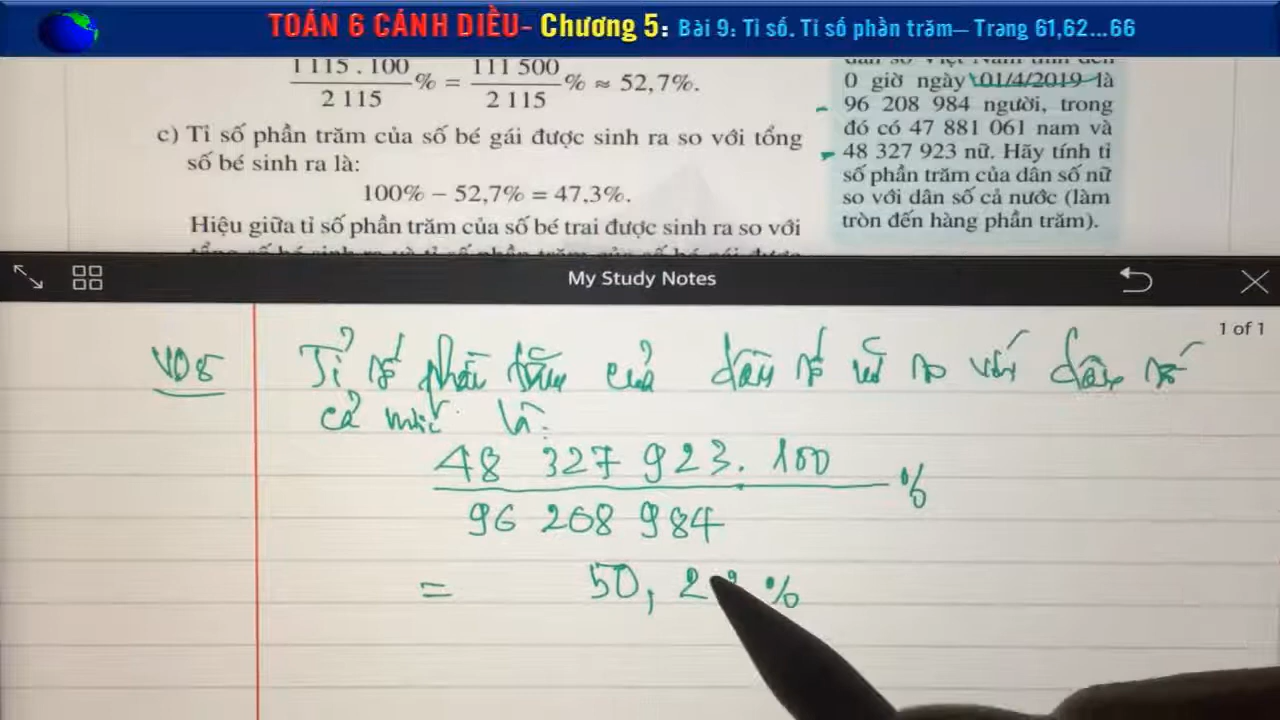 TOÁN 6 CÁNH DIỀU- Chương 5: Bài 9: Tỉ số. Tỉ số phần trăm– Trang 61,62...66
1 115 . 100 / 2 115 % = 111 500 / 2 115 % ≈ 52,7%.
c) Tỉ số phần trăm của số bé gái được sinh ra so với tổng
số bé sinh ra là:
100% − 52,7% = 47,3%.
Hiệu giữa tỉ số phần trăm của số bé trai được sinh ra so với
0 giờ ngày 01/4/2019 là
96 208 984 người, trong
đó có 47 881 061 nam và
48 327 923 nữ. Hãy tính tỉ
số phần trăm của dân số nữ
so với dân số cả nước (làm
tròn đến hàng phần trăm).
My Study Notes
1 of 1
Tỉ số phần trăm của dân số nữ so với dân số
cả nước là:
48 327 923. 100
%
96 208 984
= 50, 2 %